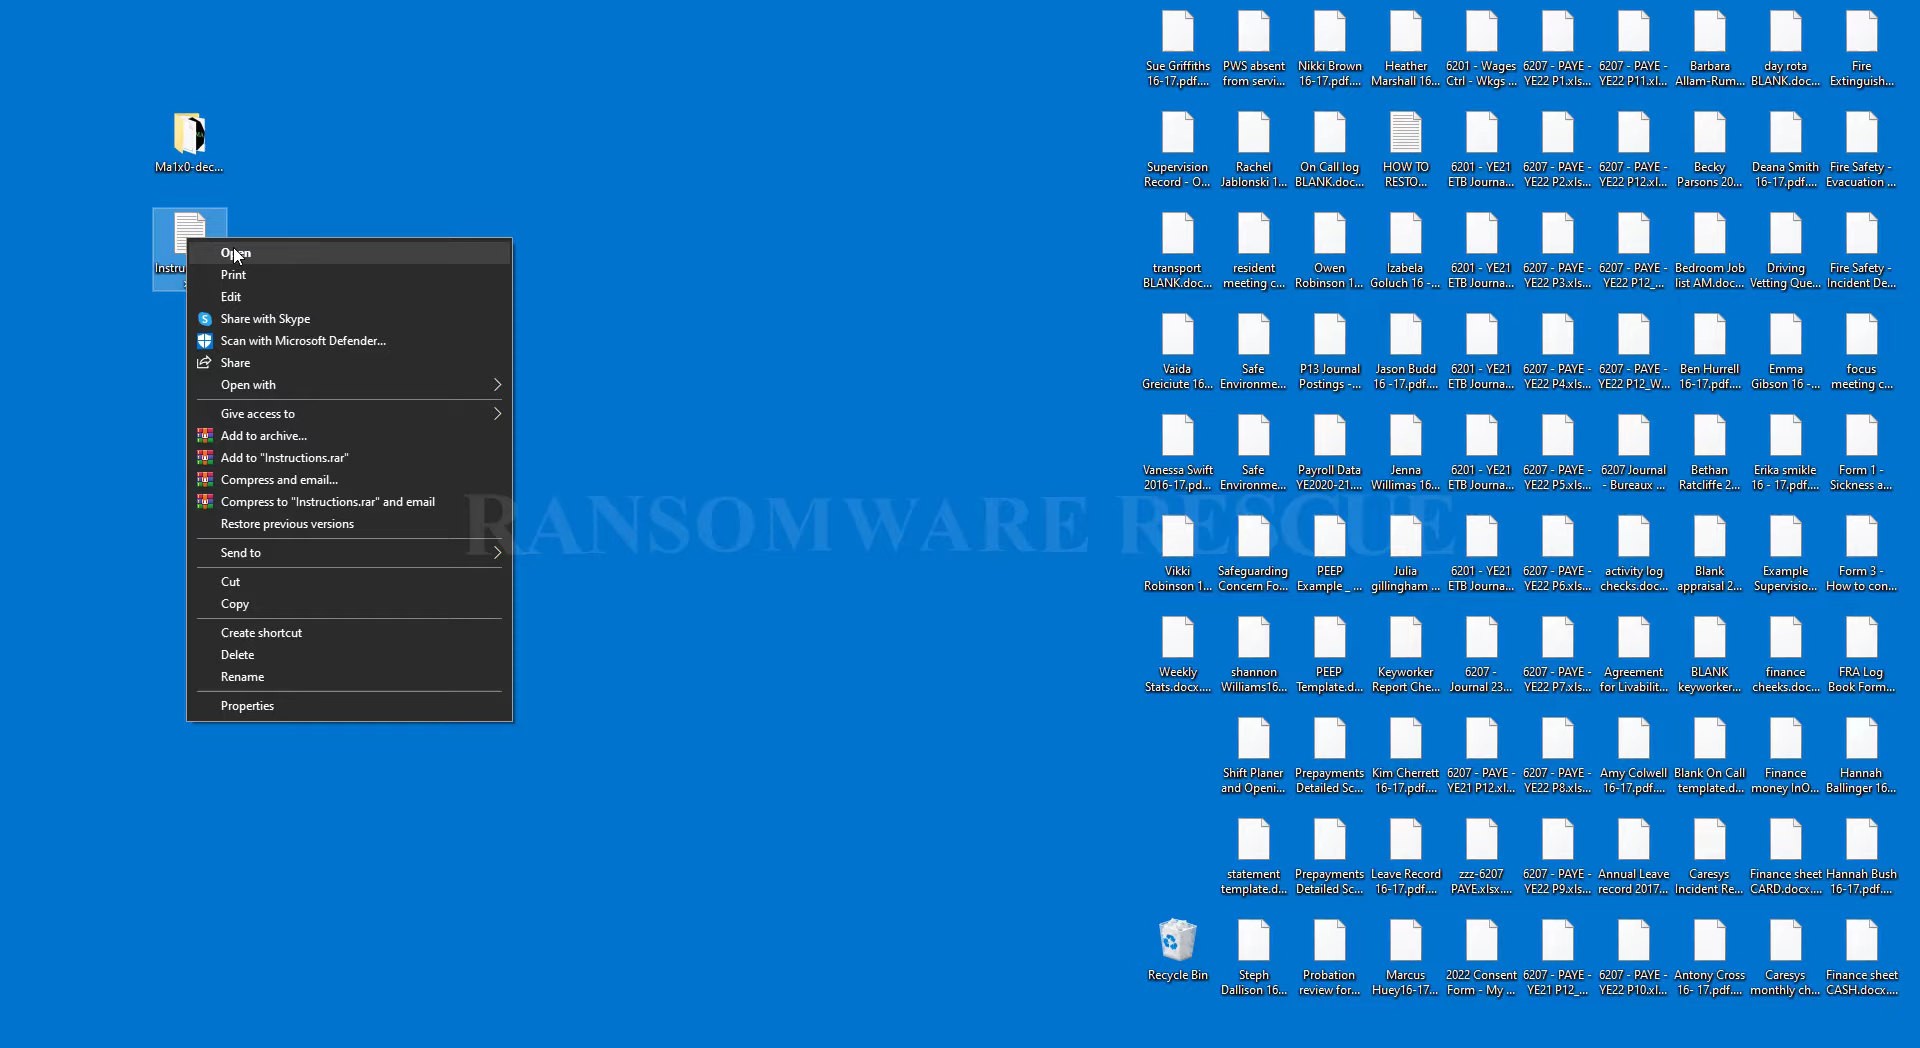 Ma1x0-dec...
Instru
Open
Print
Edit
Share with Skype
Scan with Microsoft Defender...
Share
Open with
Give access to
Add to archive...
Add to "Instructions.rar"
Compress and email...
Compress to "Instructions.rar" and email
Restore previous versions
Send to
Cut
Copy
Create shortcut
Delete
Rename
Properties
RANSOMWARE RESCUE
Sue Griffiths
16-17.pdf....
PWS absent
from servi...
Nikki Brown
16-17.pdf....
Heather
Marshall 16...
6201 - Wages
Ctrl - Wkgs ...
6207 - PAYE -
YE22 P1.xls...
6207 - PAYE -
YE22 P11.xl...
Barbara
Allam-Rum...
day rota
BLANK.doc...
Fire
Extinguish...
Supervision
Record - O...
Rachel
Jablonski 1...
On Call log
BLANK.doc...
HOW TO
RESTO...
6201 - YE21
ETB Journa...
6207 - PAYE -
YE22 P2.xls...
6207 - PAYE -
YE22 P12.xl...
Becky
Parsons 20...
Deana Smith
16-17.pdf....
Fire Safety -
Evacuation ...
transport
BLANK.doc...
resident
meeting c...
Owen
Robinson 1...
Izabela
Goluch 16 -...
6201 - YE21
ETB Journa...
6207 - PAYE -
YE22 P3.xls...
6207 - PAYE -
YE22 P12_...
Bedroom Job
list AM.doc...
Driving
Vetting Que...
Fire Safety -
Incident De...
Vaida
Greiciute 16...
Safe
Environme...
P13 Journal
Postings -...
Jason Budd
16 -17.pdf....
6201 - YE21
ETB Journa...
6207 - PAYE -
YE22 P4.xls...
6207 - PAYE -
YE22 P12_W...
Ben Hurrell
16-17.pdf....
Emma
Gibson 16 -...
focus
meeting c...
Vanessa Swift
2016-17.pd...
Safe
Environme...
Payroll Data
YE2020-21....
Jenna
Willimas 16...
6201 - YE21
ETB Journa...
6207 - PAYE -
YE22 P5.xls...
6207 Journal
- Bureaux ...
Bethan
Ratcliffe 2...
Erika smikle
16 - 17.pdf....
Form 1 -
Sickness a...
Vikki
Robinson 1...
Safeguarding
Concern Fo...
PEEP
Example _ ...
Julia
gillingham ...
6201 - YE21
ETB Journa...
6207 - PAYE -
YE22 P6.xls...
activity log
checks.doc...
Blank
appraisal 2...
Example
Supervisio...
Form 3 -
How to con...
Weekly
Stats.docx....
shannon
Williams16...
PEEP
Template.d...
Keyworker
Report Che...
6207 -
Journal 23...
6207 - PAYE -
YE22 P7.xls...
Agreement
for Livabilit...
BLANK
keyworker...
finance
cheeks.doc...
FRA Log
Book Form...
Shift Planer
and Openi...
Prepayments
Detailed Sc...
Kim Cherrett
16-17.pdf....
6207 - PAYE -
YE21 P12.xl...
6207 - PAYE -
YE22 P8.xls...
Amy Colwell
16-17.pdf....
Blank On Call
template.d...
Finance
money InO...
Hannah
Ballinger 16...
statement
template.d...
Prepayments
Detailed Sc...
Leave Record
16-17.pdf....
zzz-6207
PAYE.xlsx....
6207 - PAYE -
YE22 P9.xls...
Annual Leave
record 2017...
Caresys
Incident Re...
Finance sheet
CARD.docx....
Hannah Bush
16-17.pdf....
Recycle Bin
Steph
Dallison 16...
Probation
review for...
Marcus
Huey16-17...
2022 Consent
Form - My ...
6207 - PAYE -
YE21 P12_...
6207 - PAYE -
YE22 P10.xl...
Antony Cross
16- 17.pdf....
Caresys
monthly ch...
Finance sheet
CASH.docx....